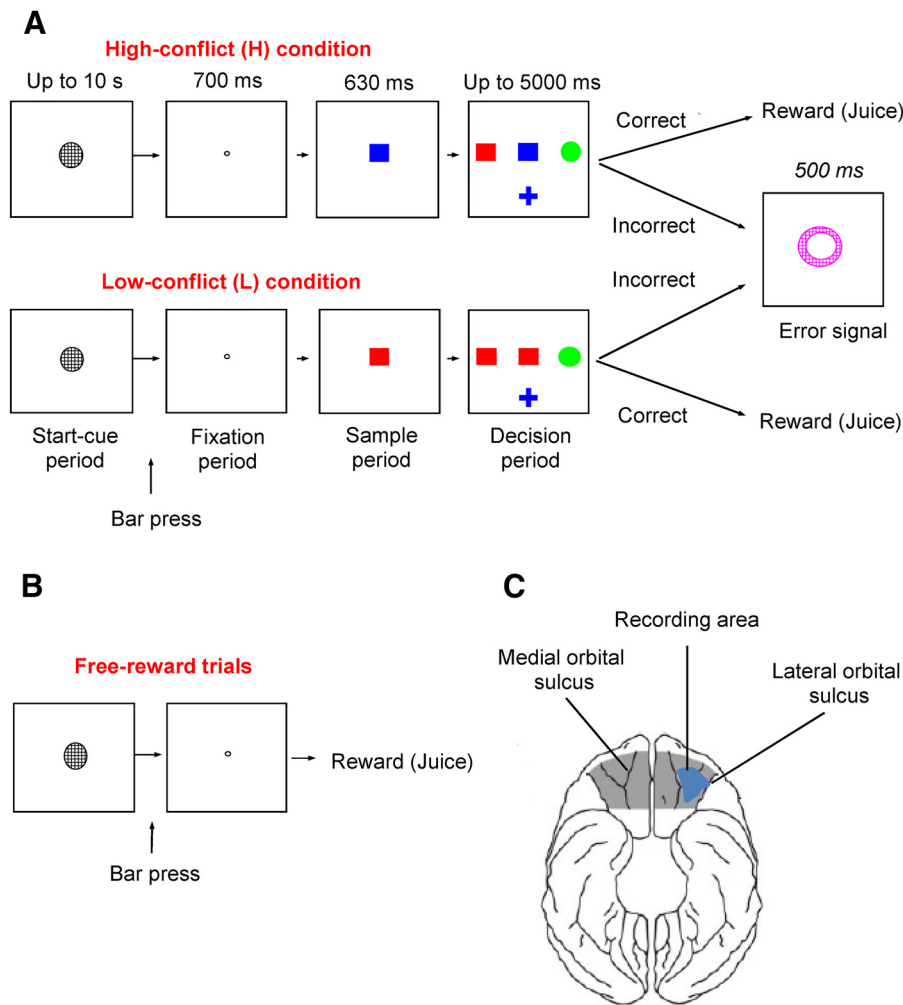 A
High-conflict (H) condition
Up to 10 s
700 ms
630 ms
Up to 5000 ms
Correct
Reward (Juice)
500 ms
Incorrect
Low-conflict (L) condition
Incorrect
Error signal
Correct
Reward (Juice)
Start-cue
period
Fixation
period
Sample
period
Decision
period
Bar press
B
Free-reward trials
Reward (Juice)
Bar press
C
Recording area
Medial orbital
sulcus
Lateral orbital
sulcus